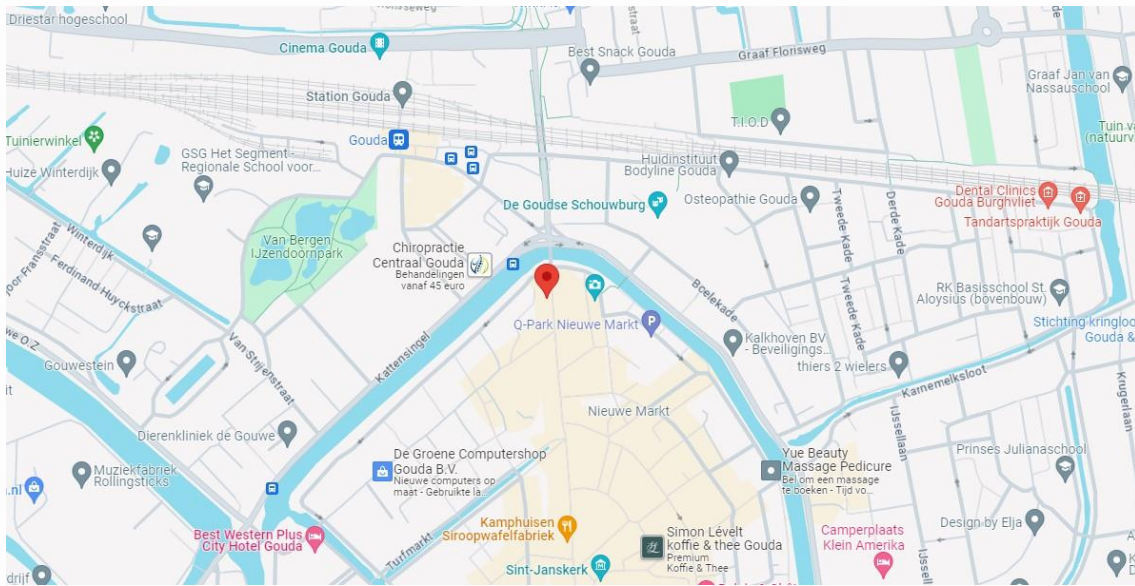 Driestar hogeschool
Cinema Gouda
Best Snack Gouda
Graaf Florisweg
Graaf Jan van
Nassauschool
Station Gouda
T.I.O.D
Tuinierwinkel
Gouda
GSG Het Segment -
Regionale School voor...
Huize Winterdijk
Huidinstituut
Bodyline Gouda
De Goudse Schouwburg
Osteopathie Gouda
Tweede Kade
Derde Kade
Dental Clinics
Gouda Burghvliet
Tandartspraktijk Gouda
Van Bergen
IJzendoornpark
Winterdijk
Ferdinand-Huyckstraat
Chiropractie
Centraal Gouda
Behandelingen
vanaf 45 euro
Boelekade
Tweede Kade
RK Basisschool St.
Aloysius (bovenbouw)
Q-Park Nieuwe Markt
Kalkhoven BV
- Beveiligings...
Stichting kringloo
Gouda &
thiers 2 wielers
Gouwestein
Van Strijenstraat
Kattensingel
Karnemelksloot
Krugerlaan
Nieuwe Markt
IJssellaan
Dierenkliniek de Gouwe
De Groene Computershop
Gouda B.V.
Nieuwe computers op
maat - Gebruikte la...
Yue Beauty
Massage Pedicure
Bel om een massage
te boeken - Tijd vo...
Prinses Julianaschool
Muziekfabriek
Rollingsticks
Best Western Plus
City Hotel Gouda
Turfmarkt
Kamphuisen
Siroopwafelfabriek
Simon Lévelt
koffie & thee Gouda
Premium
Koffie & Thee
Camperplaats
Klein Amerika
Design by Elja
Sint-Janskerk